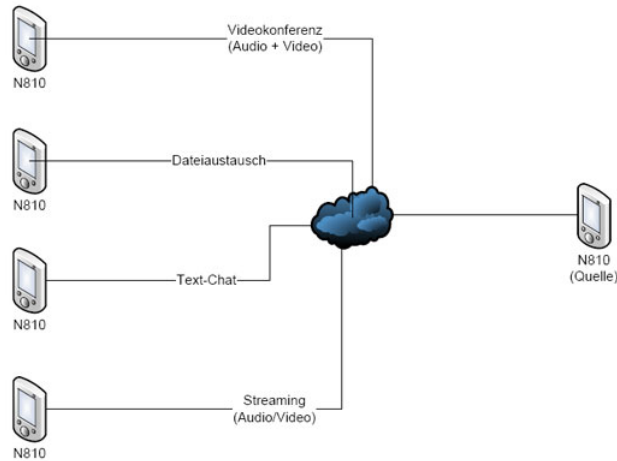 Videokonferenz
(Audio + Video)
N810
Dateiaustausch
N810
Text-Chat
N810
N810
(Quelle)
Streaming
(Audio/Video)
N810